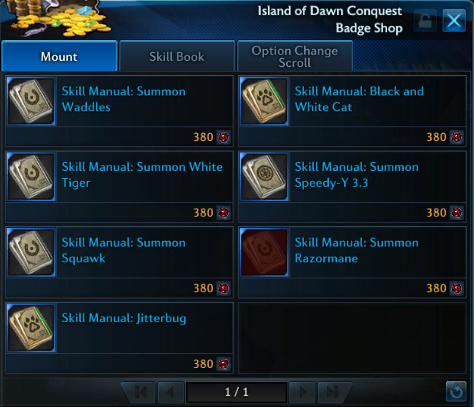 Island of Dawn Conquest
Badge Shop
Mount
Skill Book
Option Change
Scroll
Skill Manual: Summon
Waddles
380
Skill Manual: Black and
White Cat
380
Skill Manual: Summon White
Tiger
380
Skill Manual: Summon
Speedy-Y 3.3
380
Skill Manual: Summon
Squawk
380
Skill Manual: Summon
Razormane
380
Skill Manual: Jitterbug
380
1 / 1